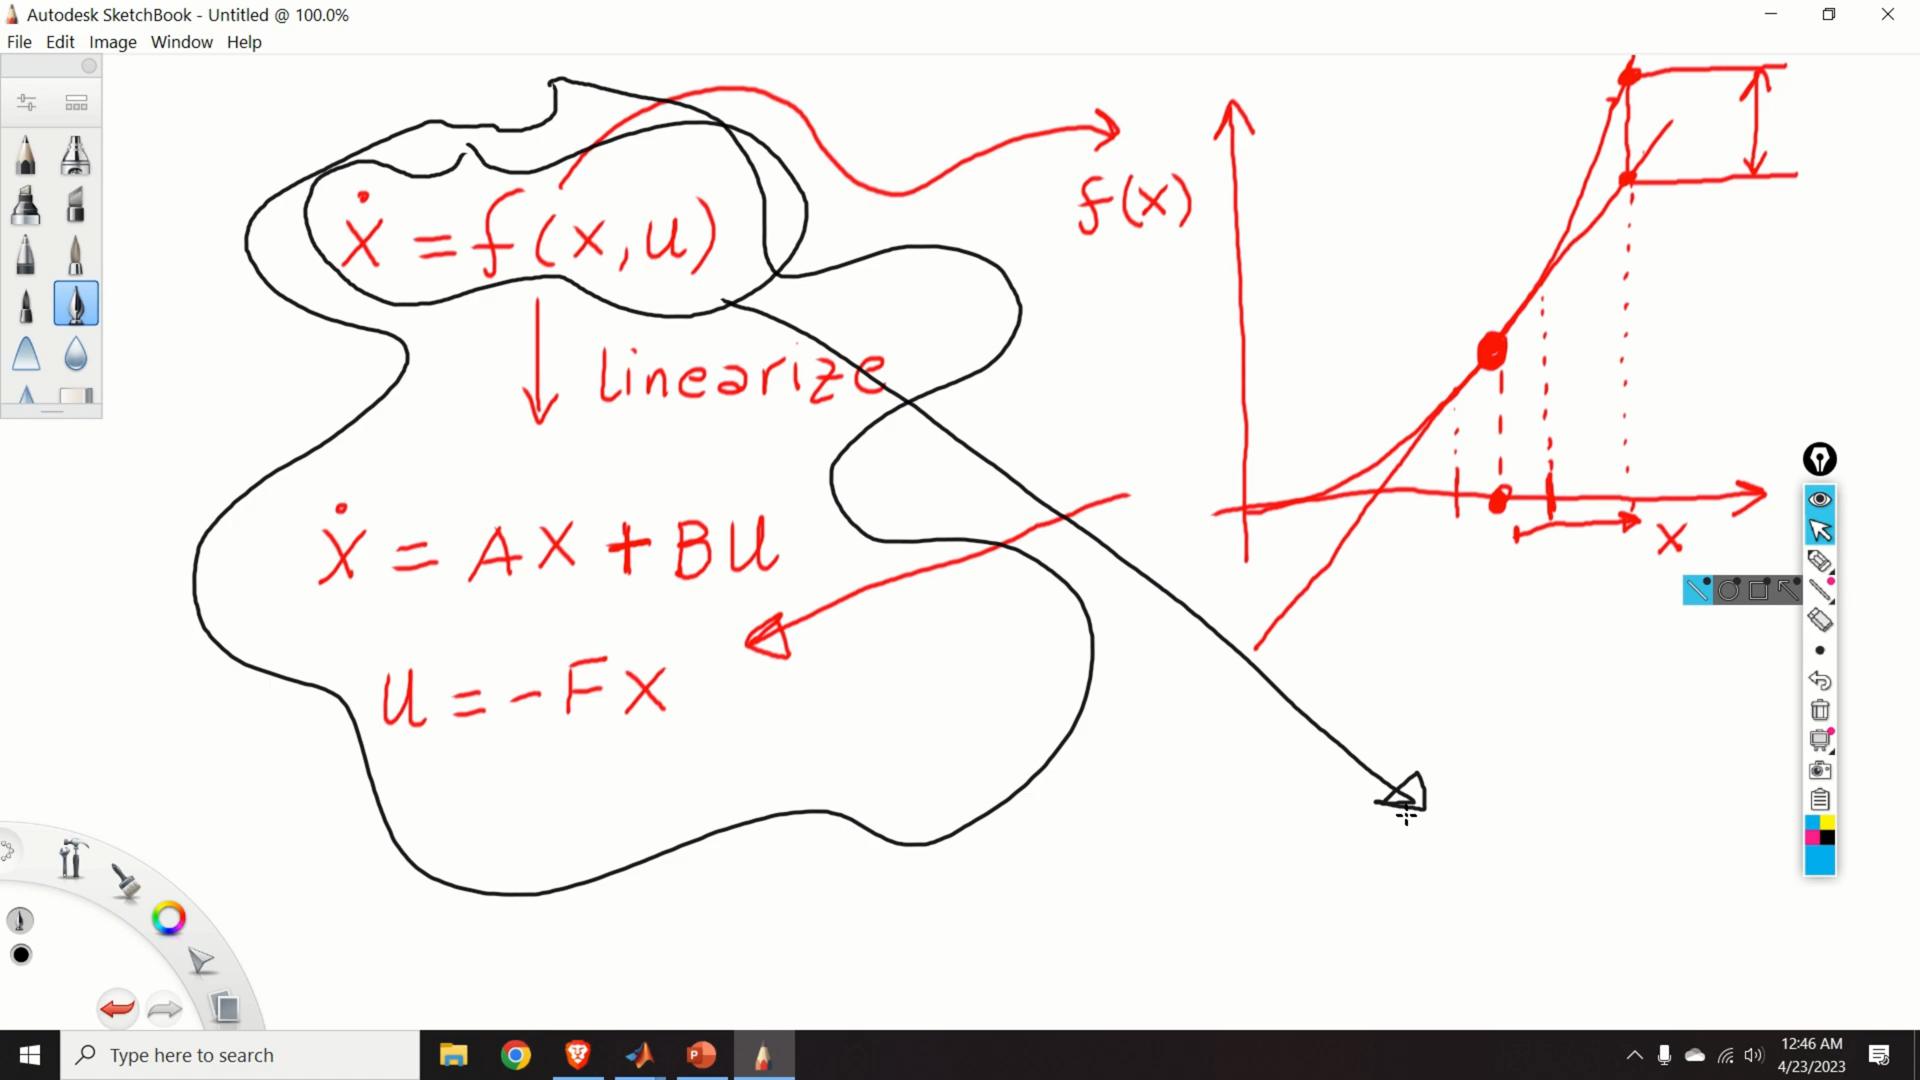 Autodesk SketchBook - Untitled @ 100.0%
File Edit Image Window Help
ẋ = f(x,u)
f(x)
linearize
ẋ = Ax + Bu
x
u = -Fx
Type here to search
12:46 AM
4/23/2023